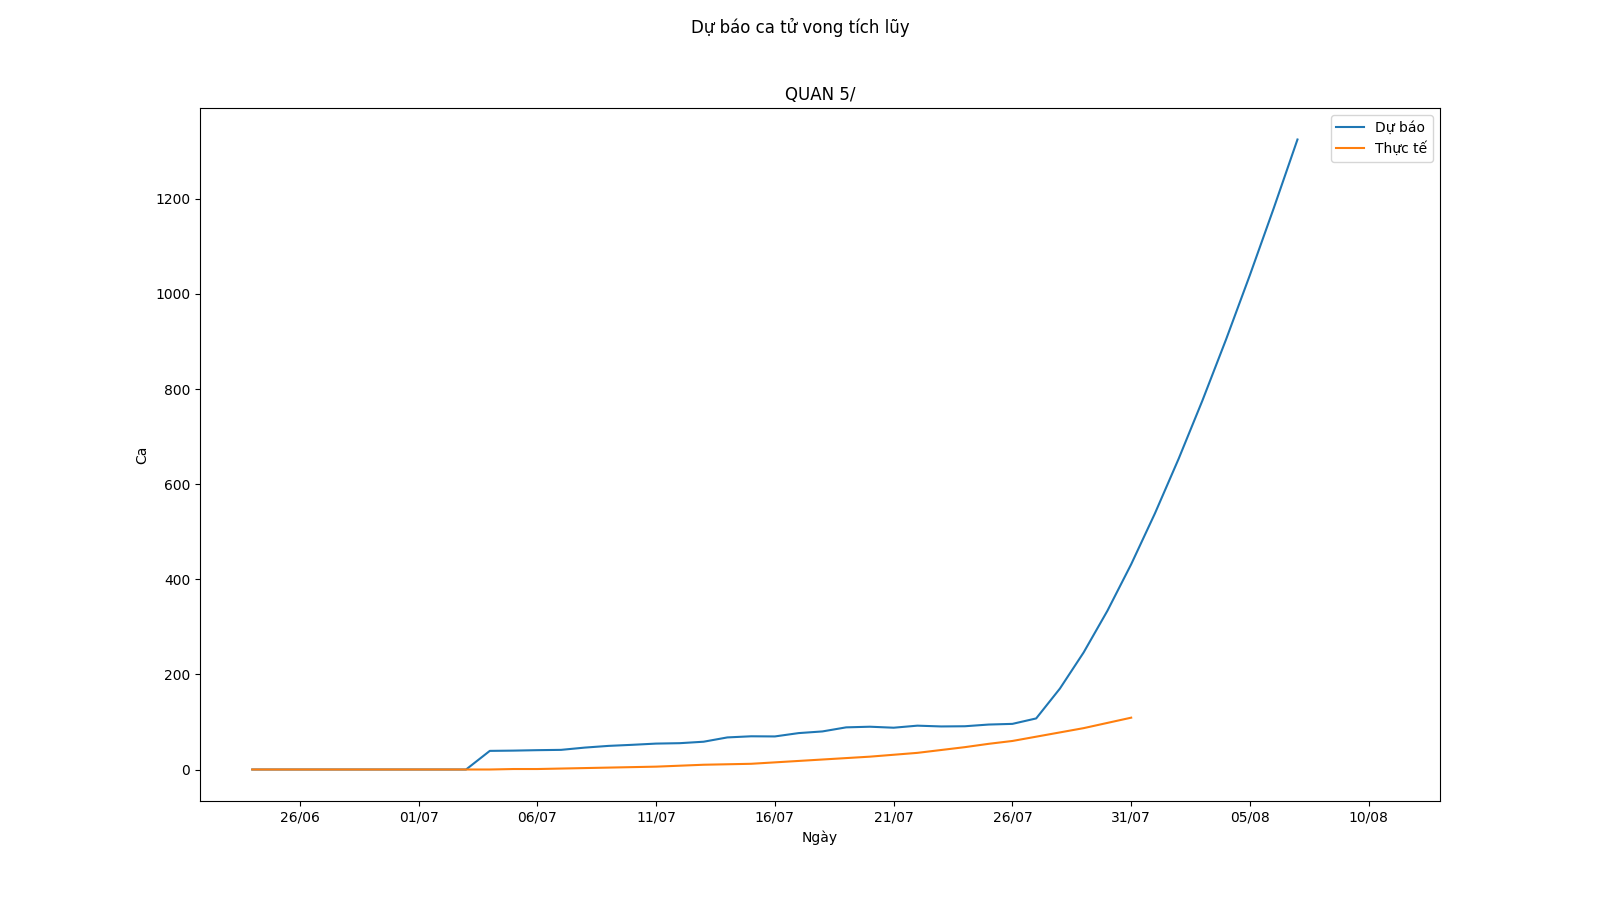 Dự báo ca tử vong tích lũy
QUAN 5/
Dự báo
Thực tế
1200
1000
800
600
400
200
0
Ca
26/06 01/07 06/07 11/07 16/07 21/07 26/07 31/07 05/08 10/08
Ngày